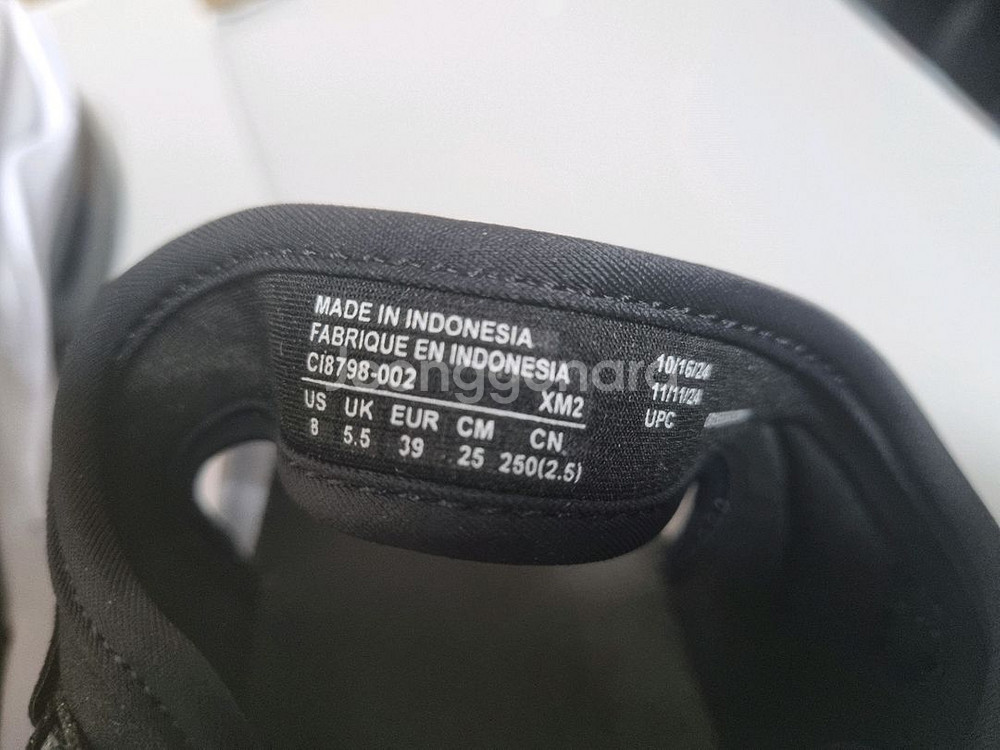 MADE IN INDONESIA
FABRIQUE EN INDONESIA
CI8798-002 XM2
US UK EUR CM CN.
8 5.5 39 25 250(2.5)
10/16/24
11/11/24
UPC